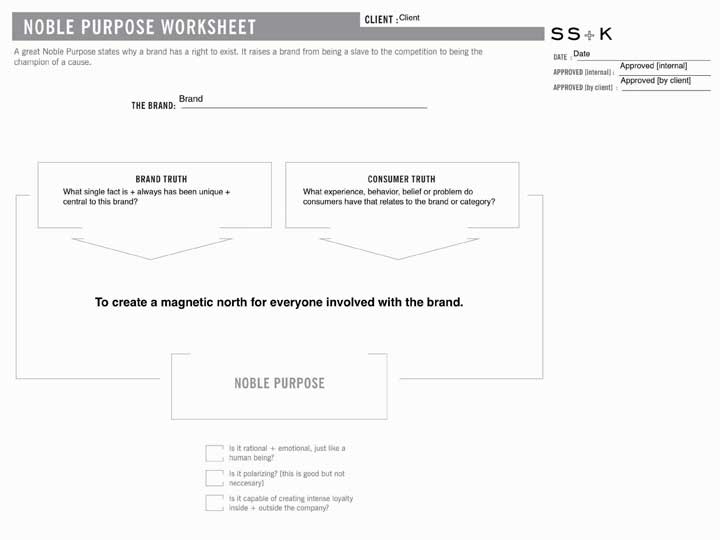 NOBLE PURPOSE WORKSHEET
CLIENT : Client
SS+K
A great Noble Purpose states why a brand has a right to exist. It raises a brand from being a slave to the competition to being the
champion of a cause.
DATE : Date
APPROVED [internal] : Approved [internal]
APPROVED [by client] : Approved [by client]
THE BRAND: Brand
BRAND TRUTH
What single fact is + always has been unique +
central to this brand?
CONSUMER TRUTH
What experience, behavior, belief or problem do
consumers have that relates to the brand or category?
To create a magnetic north for everyone involved with the brand.
NOBLE PURPOSE
Is it rational + emotional, just like a
human being?
Is it polarizing? [this is good but not
neccesary]
Is it capable of creating intense loyalty
inside + outside the company?